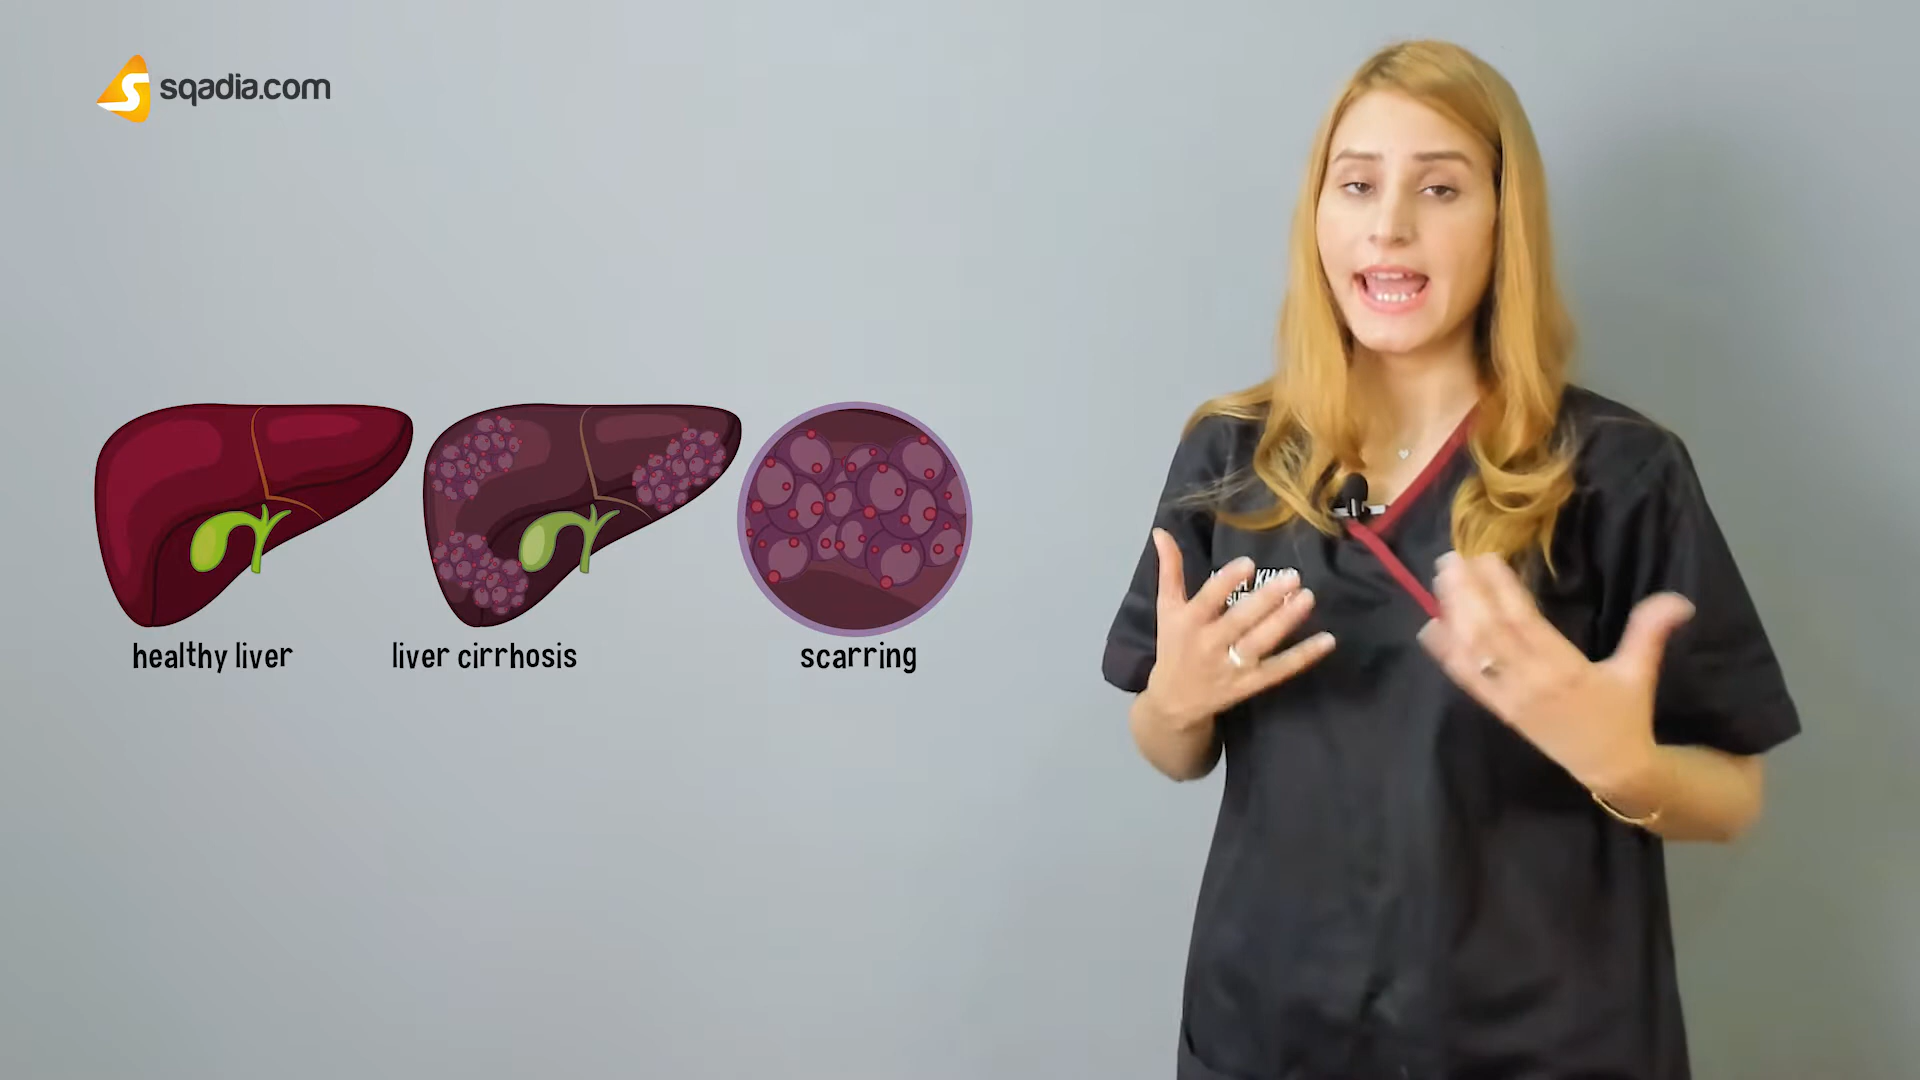 sqadia.com
healthy liver
liver cirrhosis
scarring